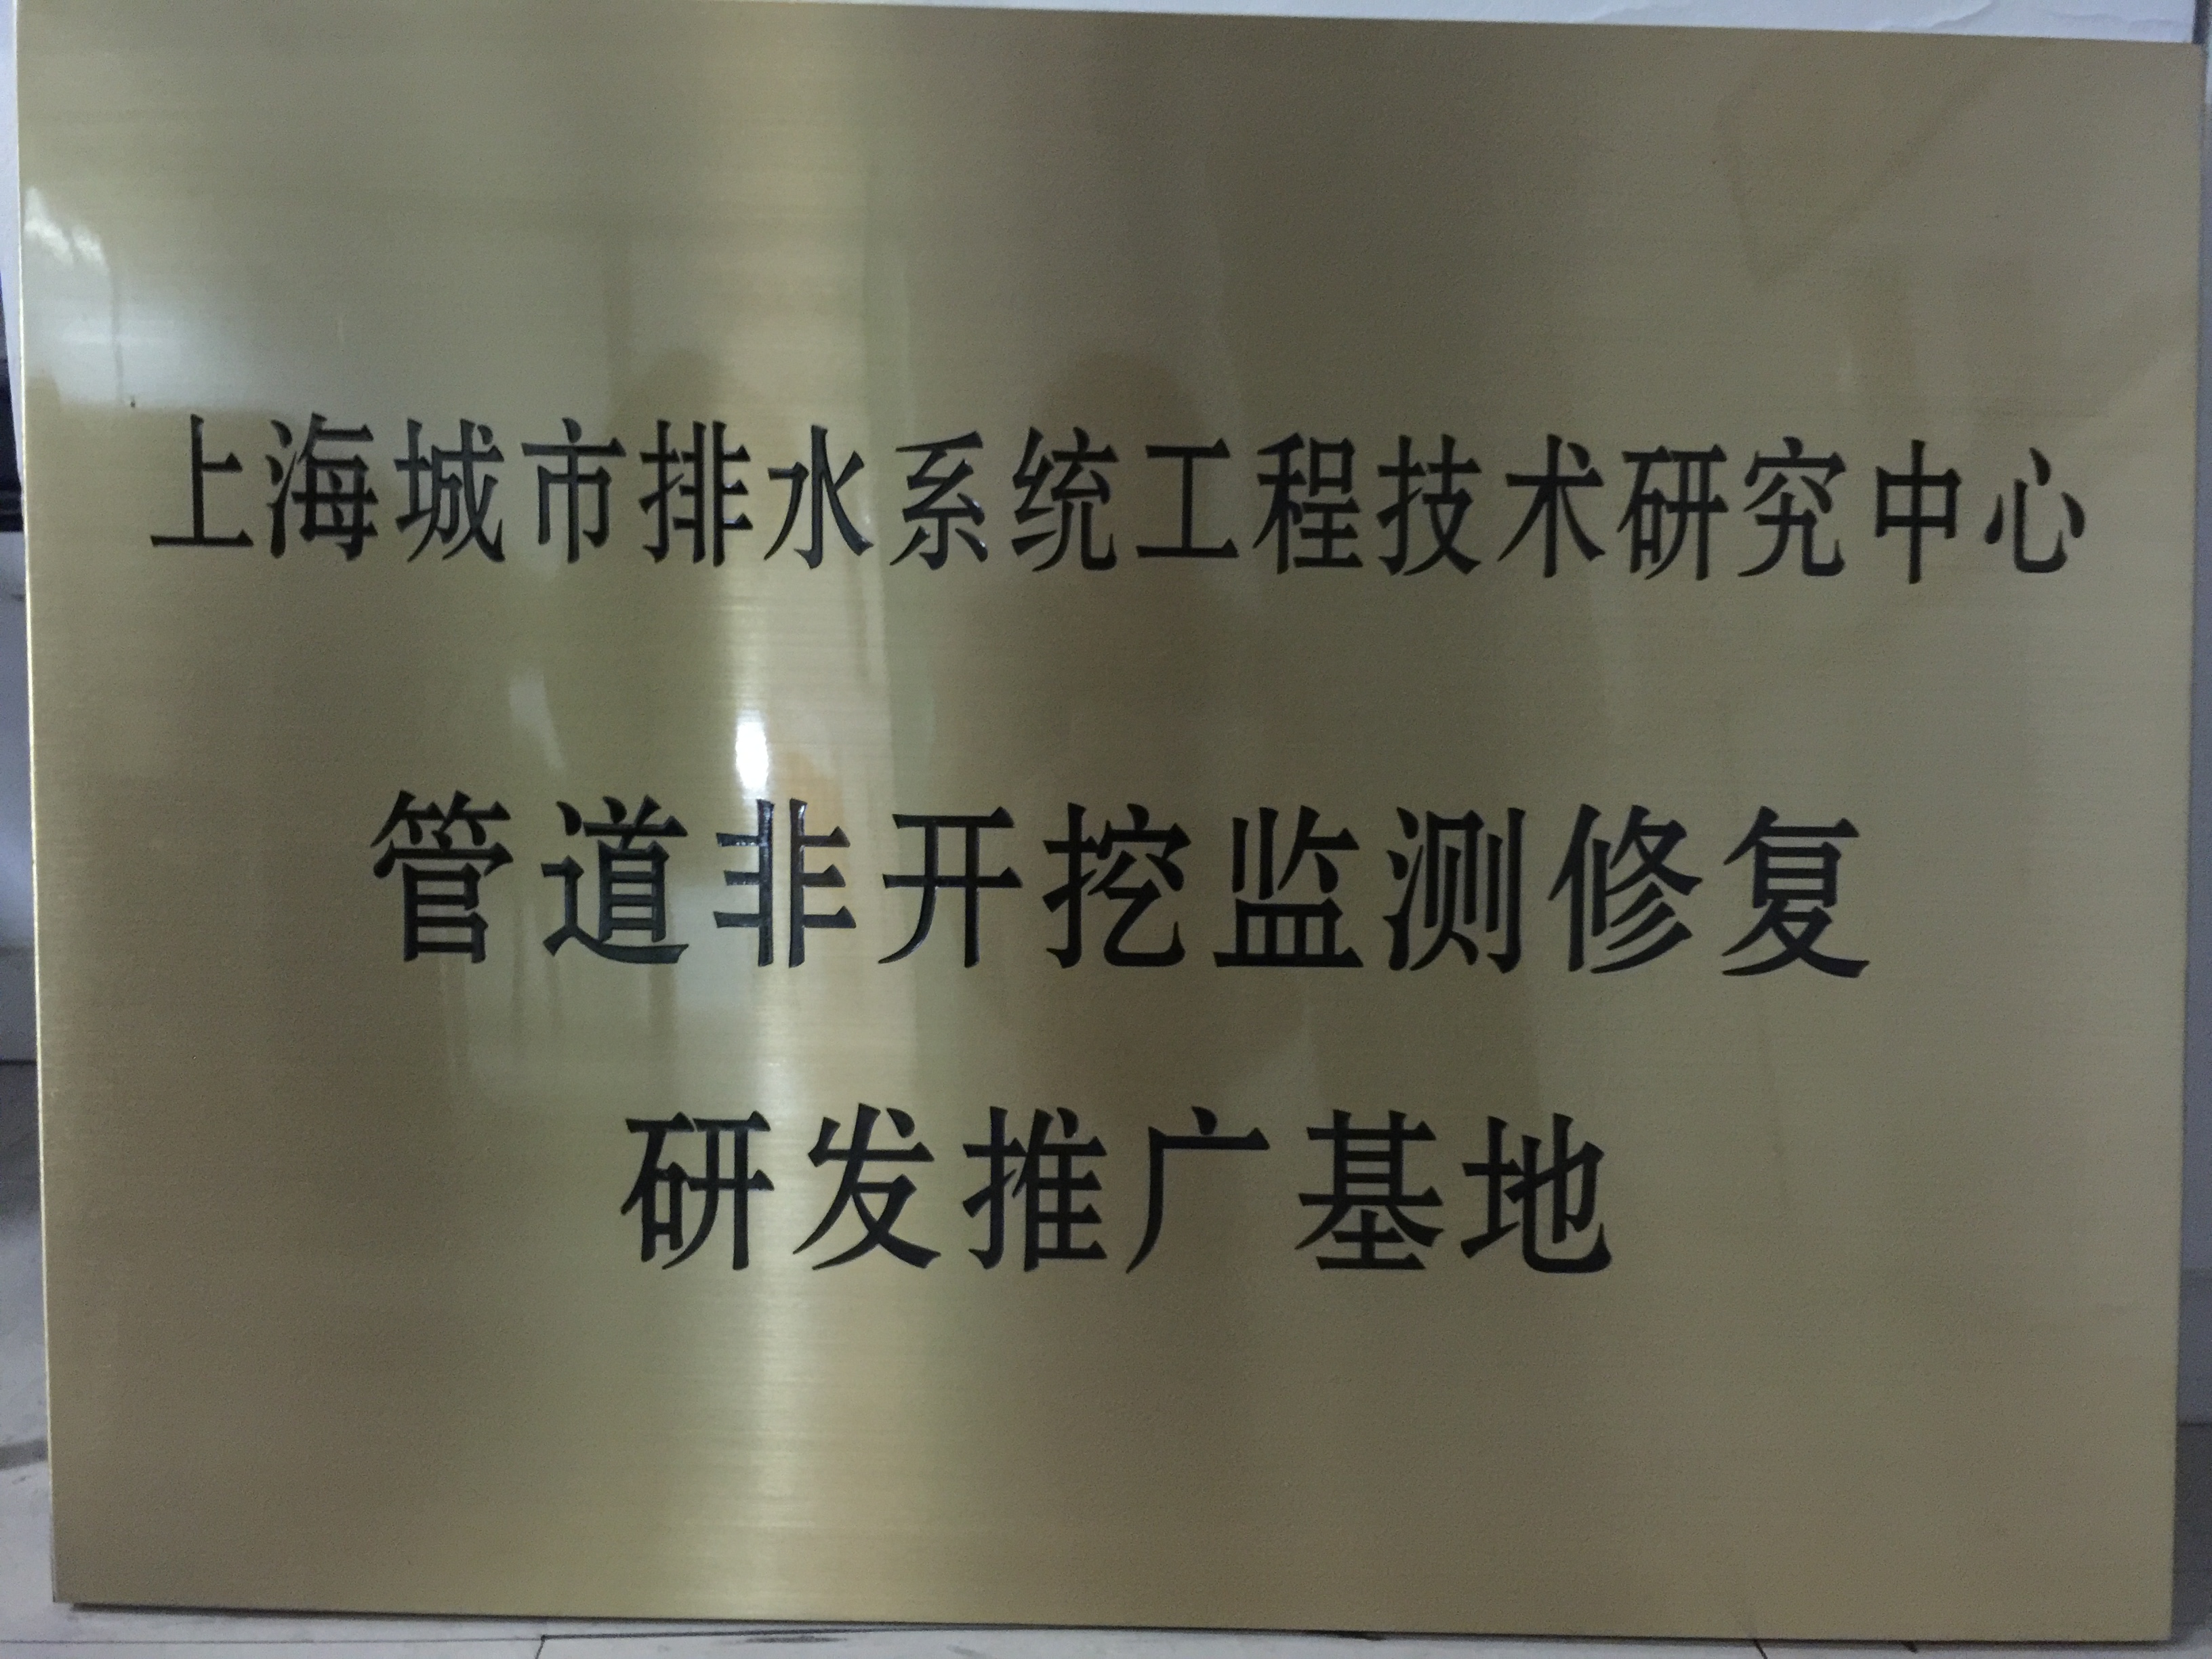 上海城市排水系统工程技术研究中心
管道非开挖监测修复
研发推广基地